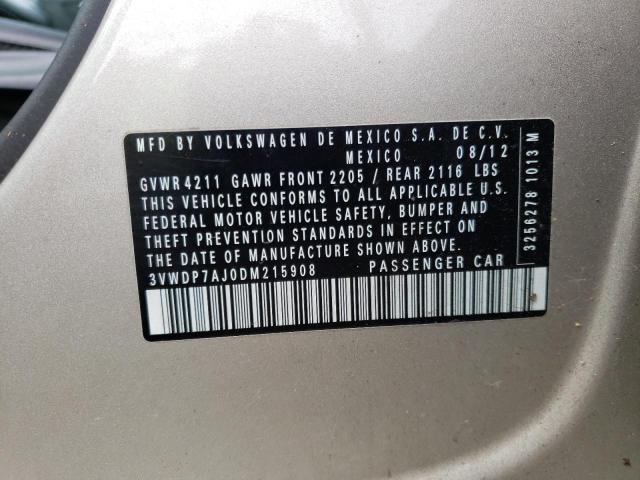 MFD BY VOLKSWAGEN DE MEXICO S.A. DE C.V.
MEXICO 08/12
GVWR 4211 GAWR FRONT 2205 / REAR 2116 LBS
THIS VEHICLE CONFORMS TO ALL APPLICABLE U.S.
FEDERAL MOTOR VEHICLE SAFETY, BUMPER AND
THEFT PREVENTION STANDARDS IN EFFECT ON
THE DATE OF MANUFACTURE SHOWN ABOVE.
3VWDP7AJ0DM215908 PASSENGER CAR
3256278 1013 M